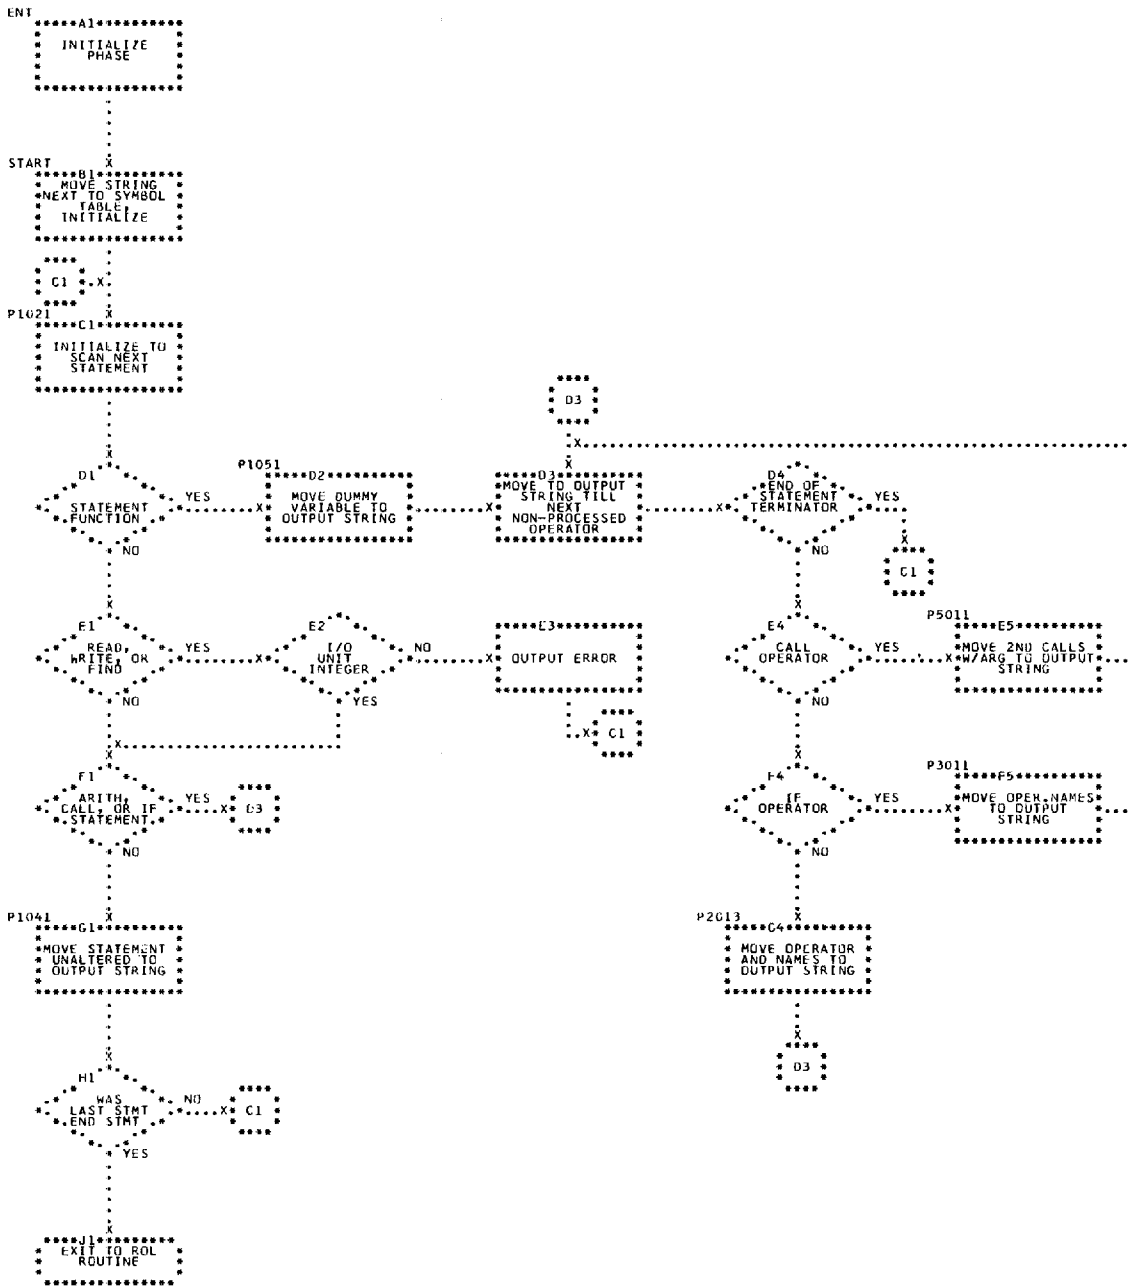 ENT
A1
INITIALIZE
PHASE
START
B1
MOVE STRING
NEXT TO SYMBOL
TABLE,
INITIALIZE
C1
P1021
C1
INITIALIZE TO
SCAN NEXT
STATEMENT
D3
D1
STATEMENT
FUNCTION
YES
NO
P1051
D2
MOVE DUMMY
VARIABLE TO
OUTPUT STRING
D3
MOVE TO OUTPUT
STRING TILL
NEXT
NON-PROCESSED
OPERATOR
D4
END OF
STATEMENT
TERMINATOR
YES
NO
C1
E1
READ,
WRITE, OR
FIND
YES
NO
E2
I/O
UNIT
INTEGER
NO
YES
E3
OUTPUT ERROR
C1
E4
CALL
OPERATOR
YES
NO
P5011
E5
MOVE 2ND CALLS
W/ARG TO OUTPUT
STRING
F1
ARITH,
CALL, OR IF
STATEMENT
YES
NO
D3
F4
IF
OPERATOR
YES
NO
P3011
F5
MOVE OPER.NAMES
TO OUTPUT
STRING
P1041
G1
MOVE STATEMENT
UNALTERED TO
OUTPUT STRING
P2013
G4
MOVE OPERATOR
AND NAMES TO
OUTPUT STRING
D3
H1
WAS
LAST STMT
END STMT
NO
YES
C1
J1
EXIT TO ROL
ROUTINE